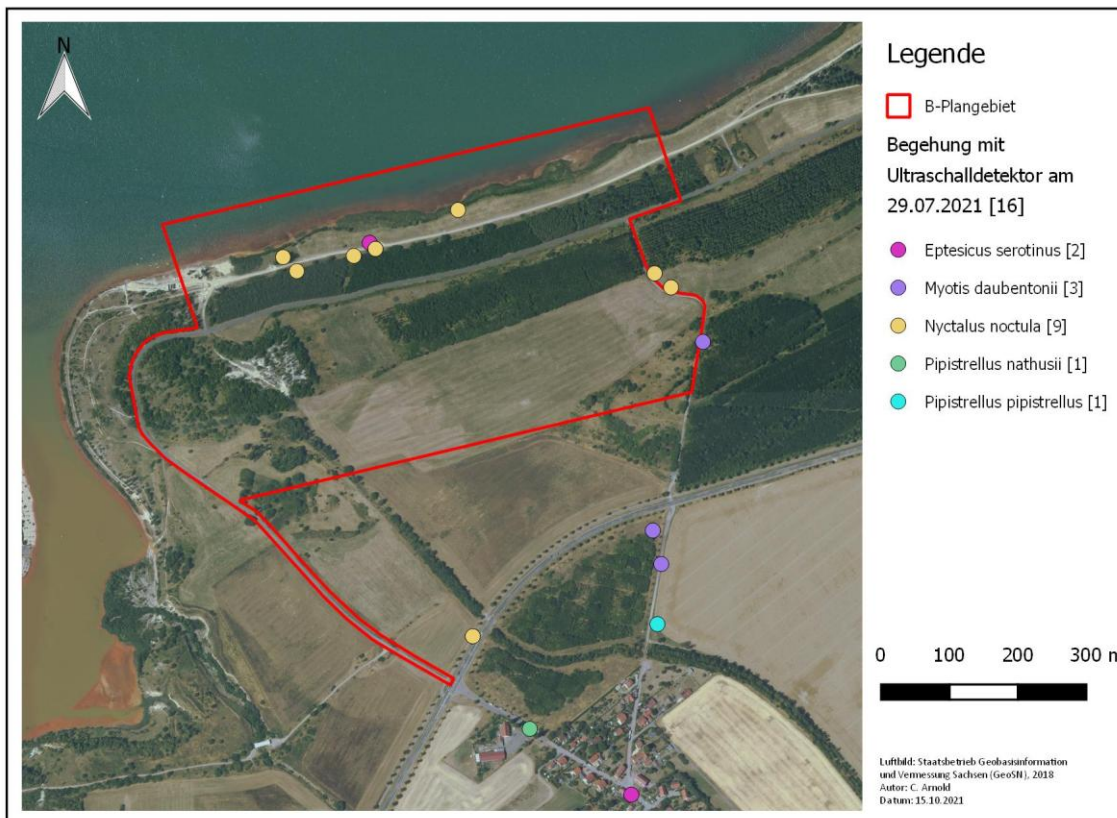 N
Legende
B-Plangebiet
Begehung mit
Ultraschalldetektor am
29.07.2021 [16]
Eptesicus serotinus [2]
Myotis daubentonii [3]
Nyctalus noctula [9]
Pipistrellus nathusii [1]
Pipistrellus pipistrellus [1]
0 100 200 300 m
Luftbild: Staatsbetrieb Geobasisinformation
und Vermessung Sachsen (GeoSN), 2018
Autor: C. Arnold
Datum: 15.10.2021